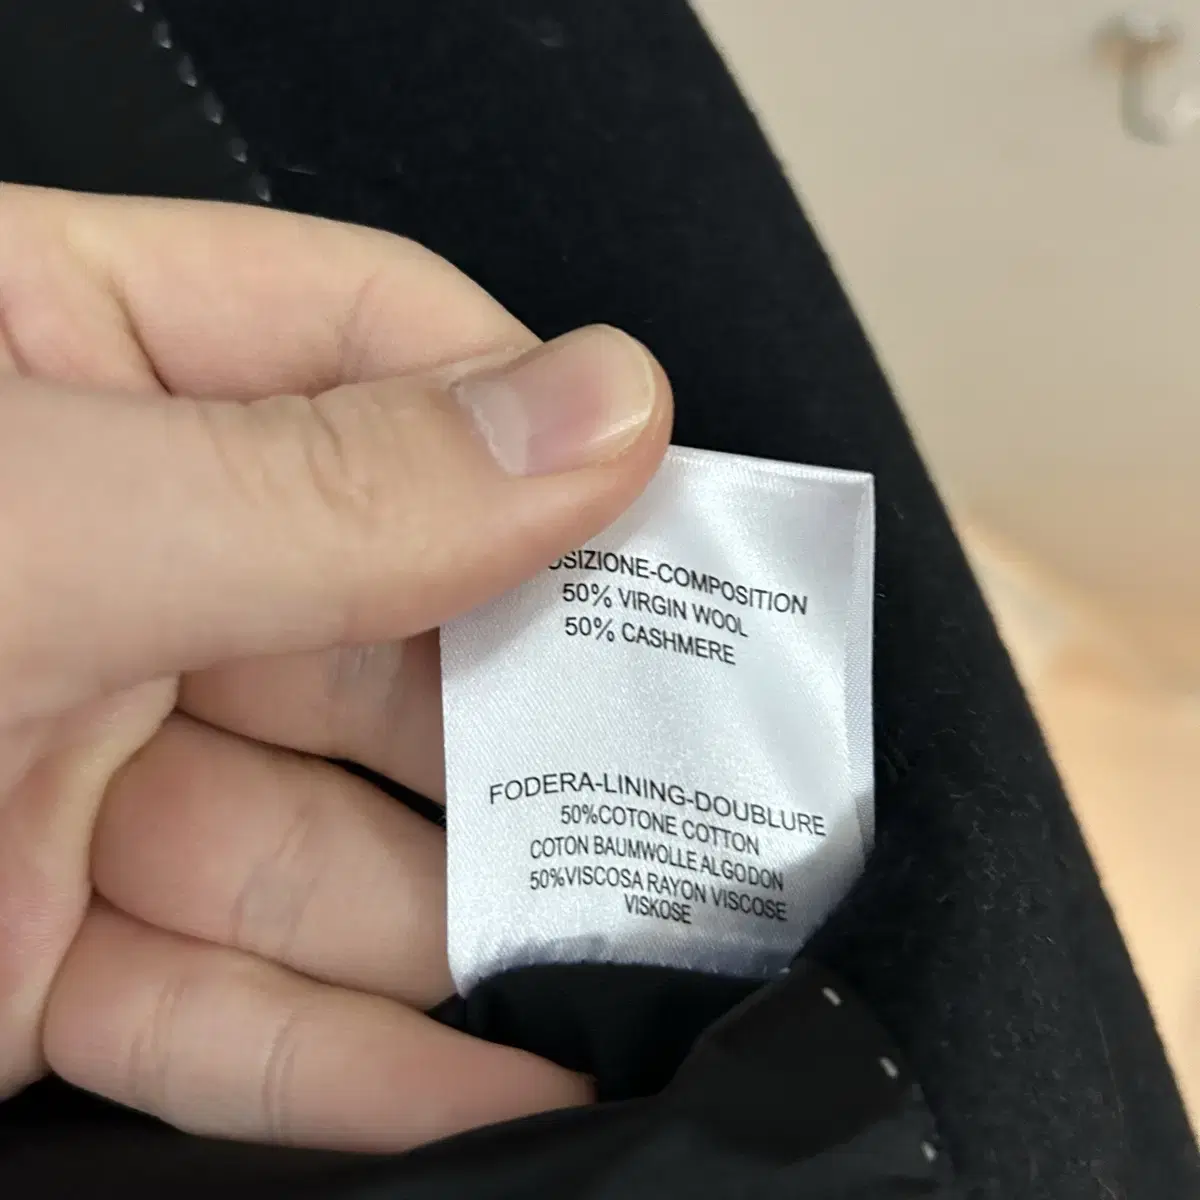 OSIZIONE-COMPOSITION
50% VIRGIN WOOL
50% CASHMERE
FODERA-LINING-DOUBLURE
50%COTONE COTTON
COTON BAUMWOLLE ALGODON
50%VISCOSA RAYON VISCOSE
VISKOSE